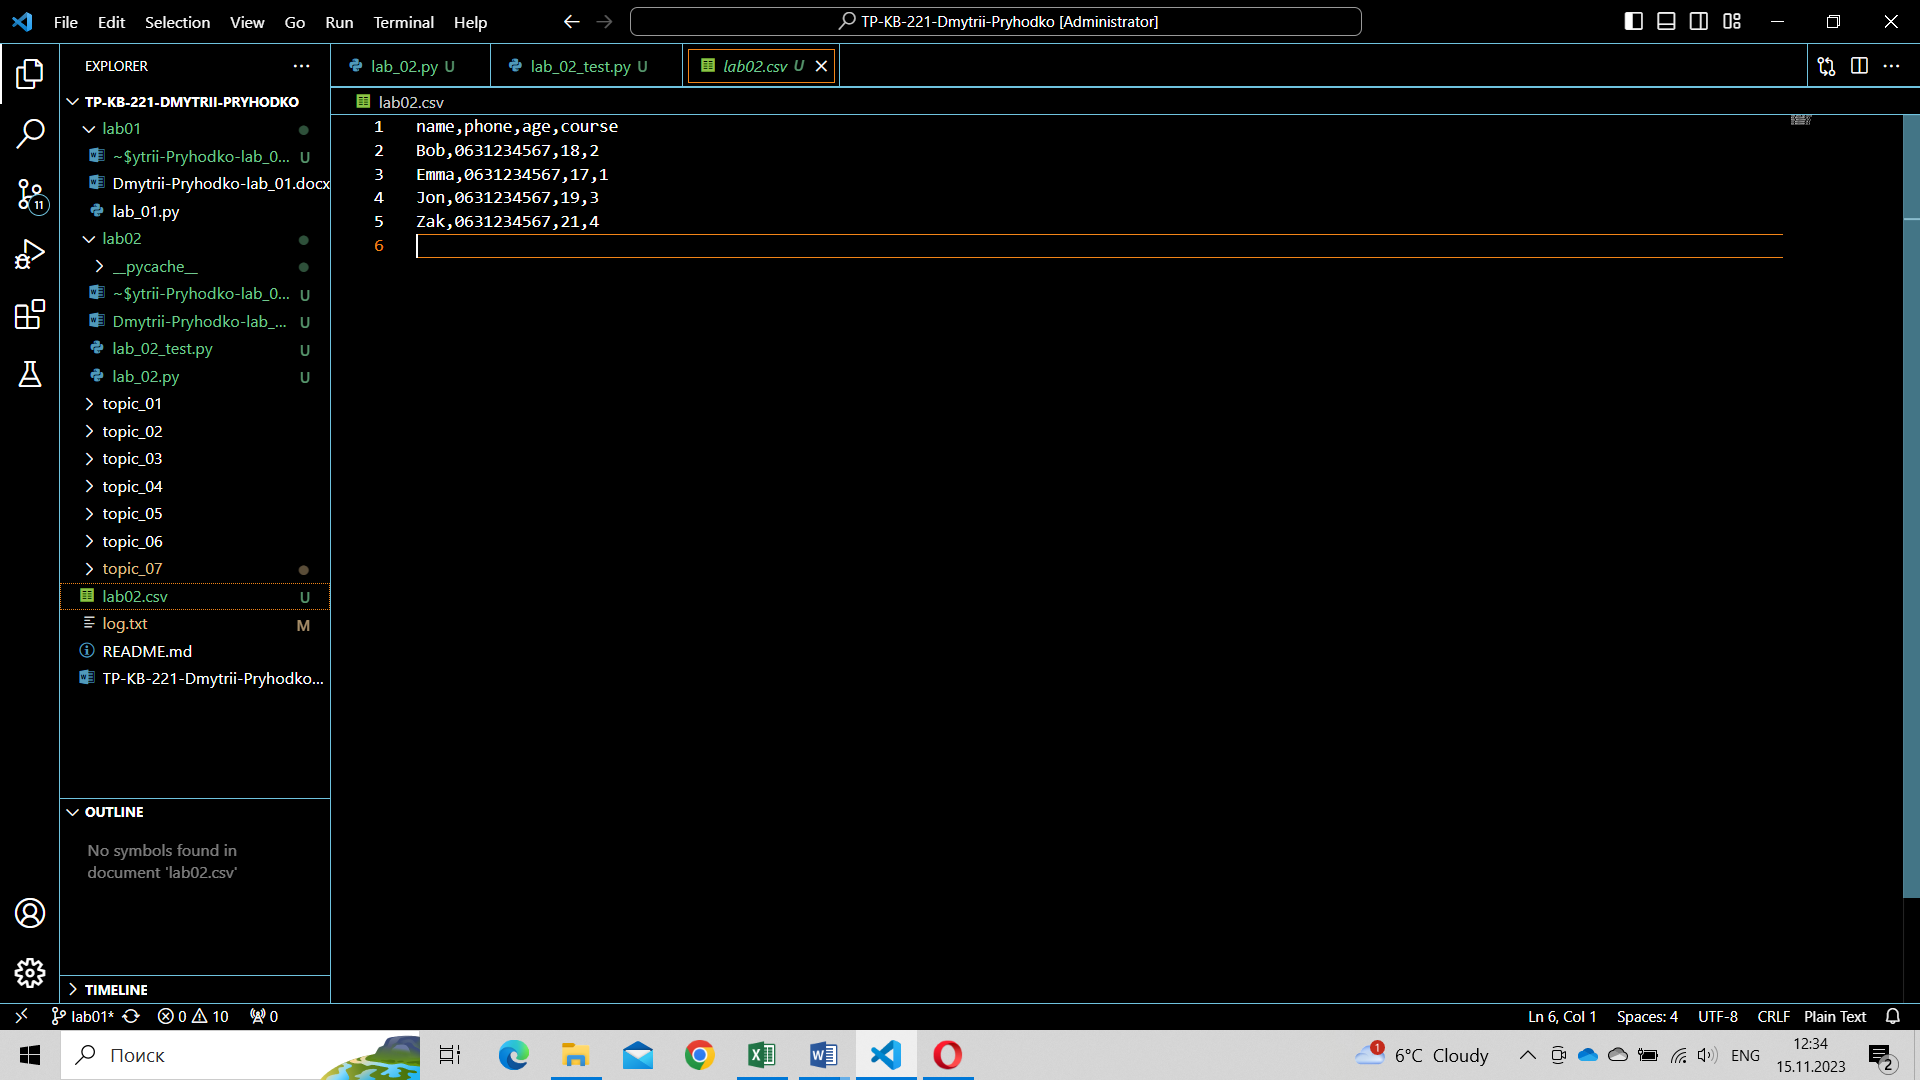 File Edit Selection View Go Run Terminal Help
TP-KB-221-Dmytrii-Pryhodko [Administrator]
EXPLORER
TP-KB-221-DMYTRII-PRYHODKO
lab01
~$ytrii-Pryhodko-lab_0... U
Dmytrii-Pryhodko-lab_01.docx
lab_01.py
lab02
__pycache__
~$ytrii-Pryhodko-lab_0... U
Dmytrii-Pryhodko-lab_... U
lab_02_test.py U
lab_02.py U
topic_01
topic_02
topic_03
topic_04
topic_05
topic_06
topic_07
lab02.csv U
log.txt M
README.md
TP-KB-221-Dmytrii-Pryhodko...
11
OUTLINE
No symbols found in
document 'lab02.csv'
TIMELINE
lab_02.py U lab_02_test.py U lab02.csv U
lab02.csv
1 name,phone,age,course
2 Bob,0631234567,18,2
3 Emma,0631234567,17,1
4 Jon,0631234567,19,3
5 Zak,0631234567,21,4
6
lab01* 0 10 0
Ln 6, Col 1 Spaces: 4 UTF-8 CRLF Plain Text
Поиск
1 6°C Cloudy
ENG
12:34
15.11.2023
2